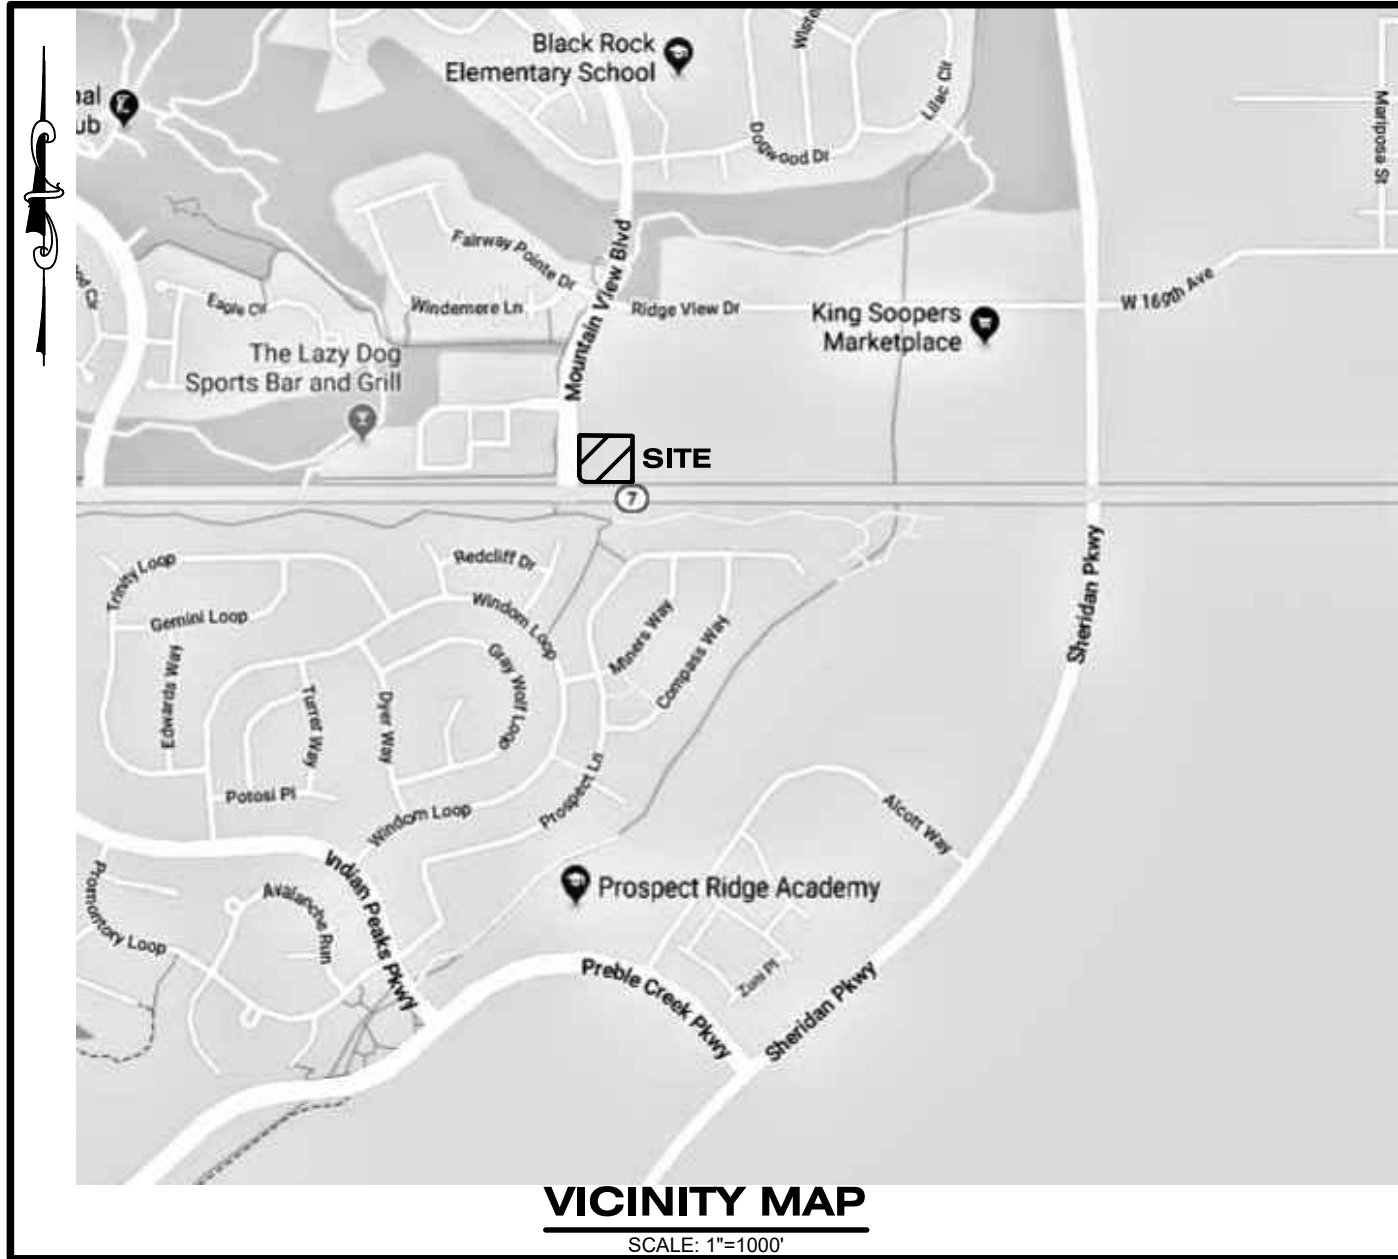 Black Rock
Elementary School
Lilac Cir
Dogwood Dr
Mariposa St
nal
ub
Fairway Pointe Dr
Mountain View Blvd
Eagle Cir
Windemere Ln
Ridge View Dr
W 169th Ave
King Soopers
Marketplace
The Lazy Dog
Sports Bar and Grill
SITE
7
Trinity Loop
Redcliff Dr
Gemini Loop
Windom Loop
Edwards Way
Miners Way
Compass Way
Sheridan Pkwy
Gray Wolf Loop
Turret Way
Dyer Way
Potosi Pl
Windom Loop
Prospect Ln
Alcott Way
Indian Peaks Pkwy
Promontory Loop
Avalanche Run
Prospect Ridge Academy
Preble Creek Pkwy
Zuni Pl
Sheridan Pkwy
VICINITY MAP
SCALE: 1"=1000'